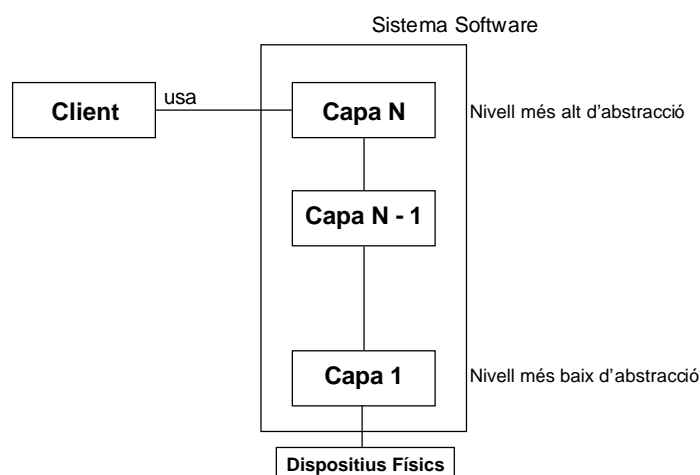 Sistema Software
Client
usa
Capa N
Nivell més alt d'abstracció
Capa N - 1
Capa 1
Nivell més baix d'abstracció
Dispositius Físics